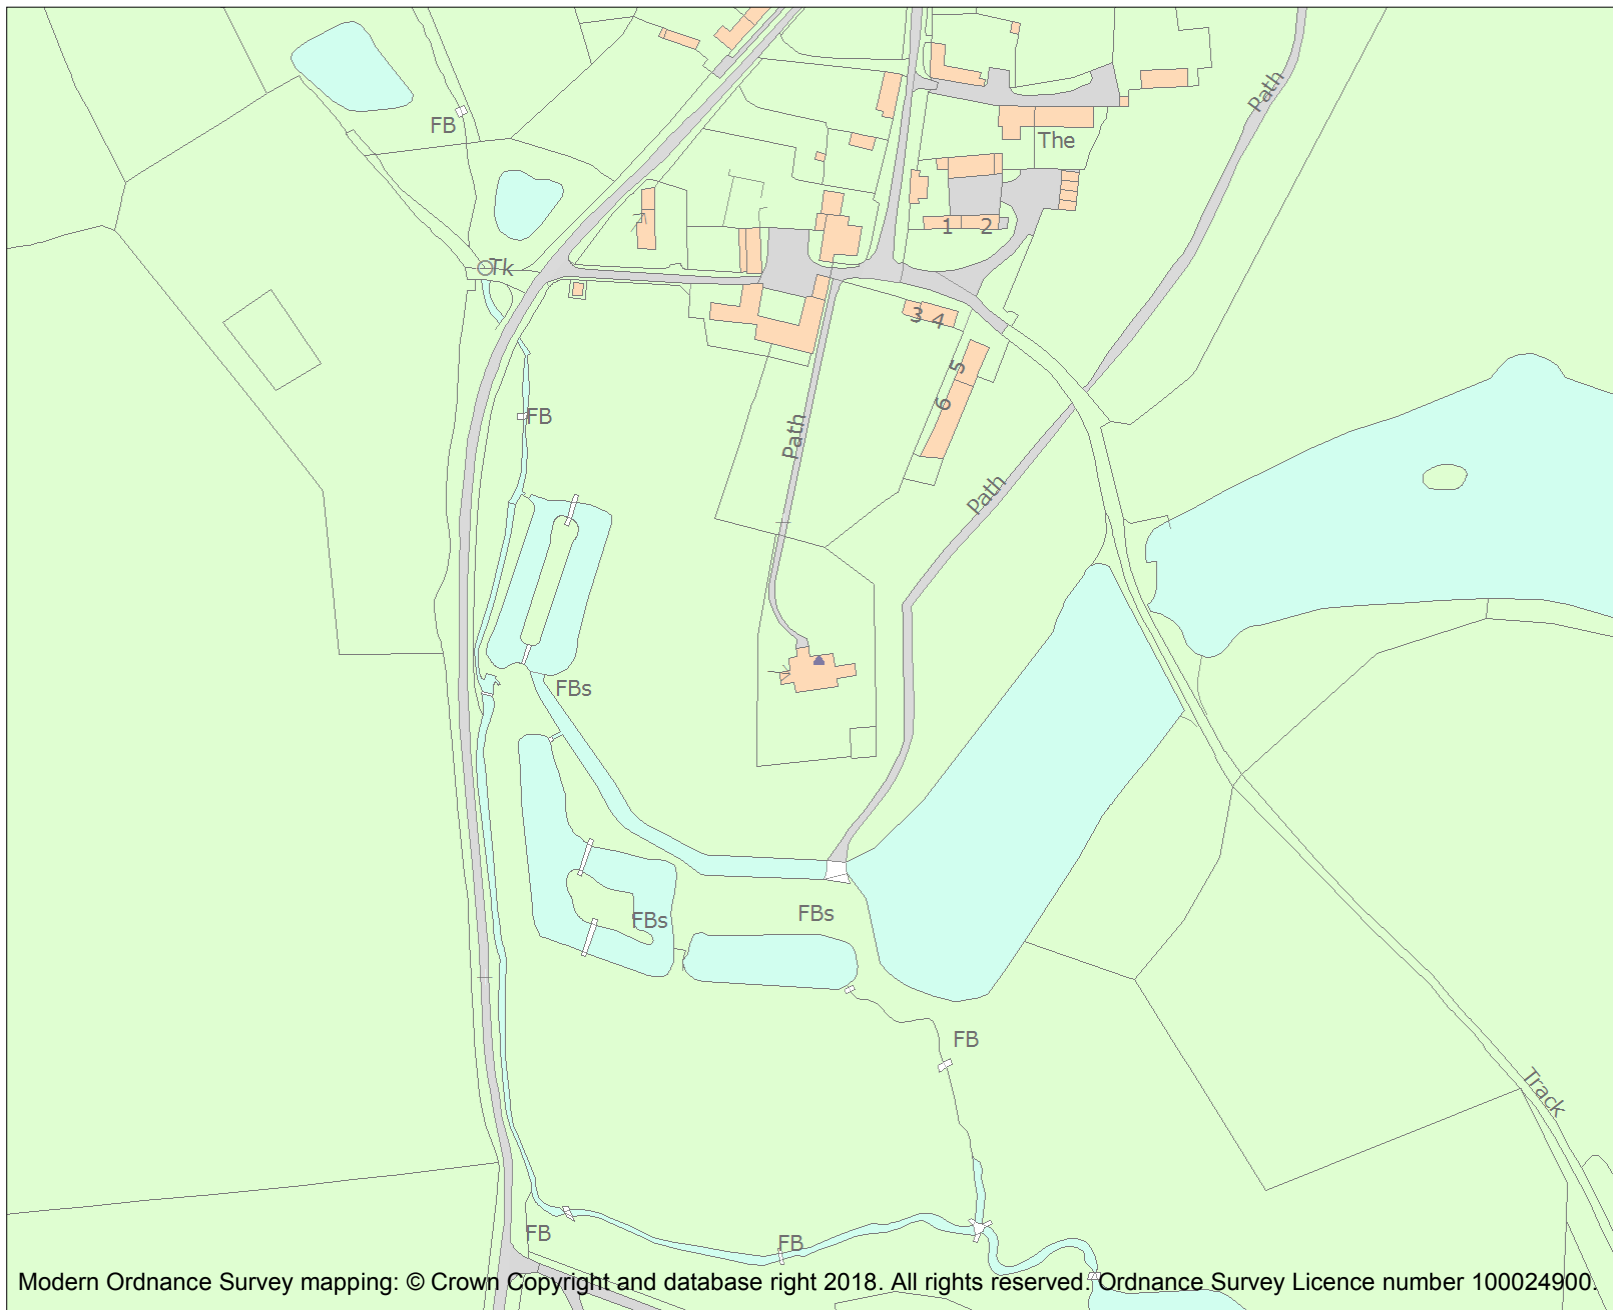 Path
FB
The
1 2
Tk
3 4
5
FB
6
Path
Path
FBs
FBs
FBs
FB
Track
FB
FB
Modern Ordnance Survey mapping: © Crown Copyright and database right 2018. All rights reserved. Ordnance Survey Licence number 100024900.